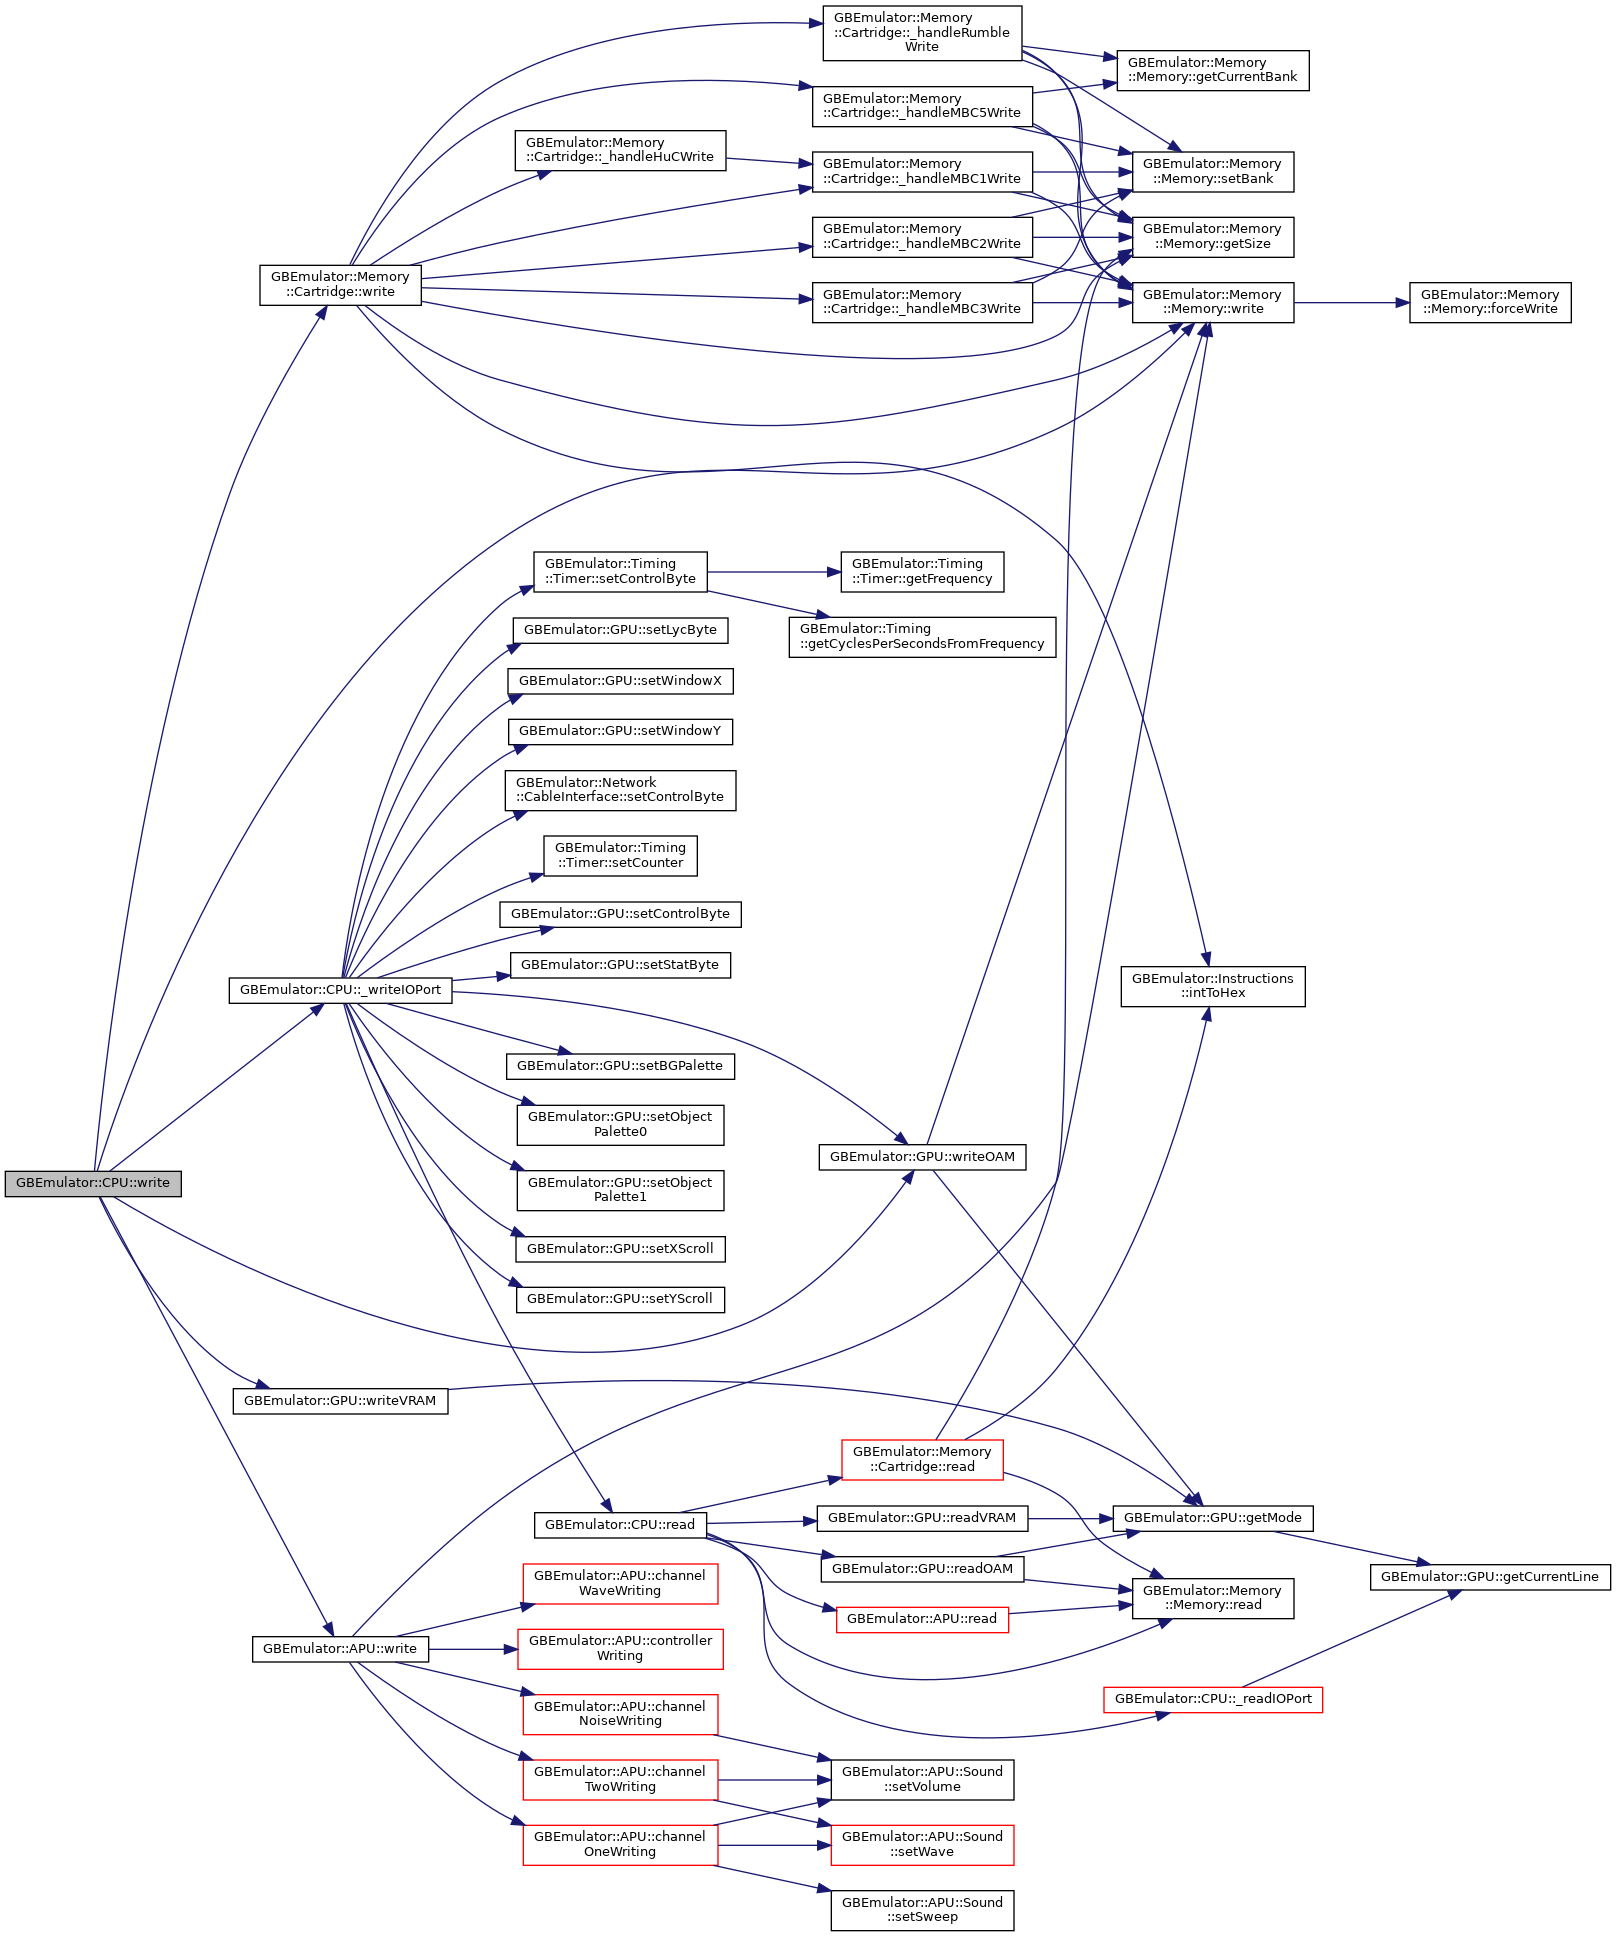 GBEmulator::Memory
::Cartridge::_handleRumble
Write
GBEmulator::Memory
::Memory::getCurrentBank
GBEmulator::Memory
::Cartridge::_handleMBC5Write
GBEmulator::Memory
::Cartridge::_handleHuCWrite
GBEmulator::Memory
::Cartridge::_handleMBC1Write
GBEmulator::Memory
::Memory::setBank
GBEmulator::Memory
::Cartridge::_handleMBC2Write
GBEmulator::Memory
::Memory::getSize
GBEmulator::Memory
::Cartridge::write
GBEmulator::Memory
::Cartridge::_handleMBC3Write
GBEmulator::Memory
::Memory::write
GBEmulator::Memory
::Memory::forceWrite
GBEmulator::Timing
::Timer::setControlByte
GBEmulator::Timing
::Timer::getFrequency
GBEmulator::Timing
::getCyclesPerSecondsFromFrequency
GBEmulator::GPU::setLycByte
GBEmulator::GPU::setWindowX
GBEmulator::GPU::setWindowY
GBEmulator::Network
::CableInterface::setControlByte
GBEmulator::Timing
::Timer::setCounter
GBEmulator::GPU::setControlByte
GBEmulator::GPU::setStatByte
GBEmulator::CPU::_writeIOPort
GBEmulator::Instructions
::intToHex
GBEmulator::GPU::setBGPalette
GBEmulator::GPU::setObject
Palette0
GBEmulator::GPU::writeOAM
GBEmulator::CPU::write
GBEmulator::GPU::setObject
Palette1
GBEmulator::GPU::setXScroll
GBEmulator::GPU::setYScroll
GBEmulator::GPU::writeVRAM
GBEmulator::Memory
::Cartridge::read
GBEmulator::CPU::read
GBEmulator::GPU::readVRAM
GBEmulator::GPU::getMode
GBEmulator::GPU::readOAM
GBEmulator::GPU::getCurrentLine
GBEmulator::APU::channel
WaveWriting
GBEmulator::Memory
::Memory::read
GBEmulator::APU::read
GBEmulator::APU::write
GBEmulator::APU::controller
Writing
GBEmulator::CPU::_readIOPort
GBEmulator::APU::channel
NoiseWriting
GBEmulator::APU::channel
TwoWriting
GBEmulator::APU::Sound
::setVolume
GBEmulator::APU::channel
OneWriting
GBEmulator::APU::Sound
::setWave
GBEmulator::APU::Sound
::setSweep